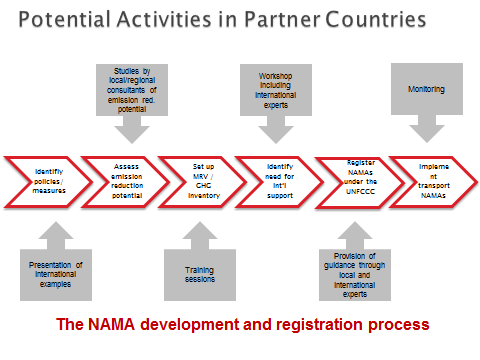 Potential Activities in Partner Countries
Studies by
local/regional
consultants of
emission red.
potential
Workshop
including
international
experts
Monitoring
Identifiy
policies/
measures
Assess
emission
reduction
potential
Set up
MRV /
GHG
Inventory
Identify
need for
Int'l
support
Register
NAMAs
under the
UNFCCC
Impleme
nt
transport
NAMAs
Presentation of
international
examples
Training
sessions
Provision of
guidance through
local and
international
experts
The NAMA development and registration process